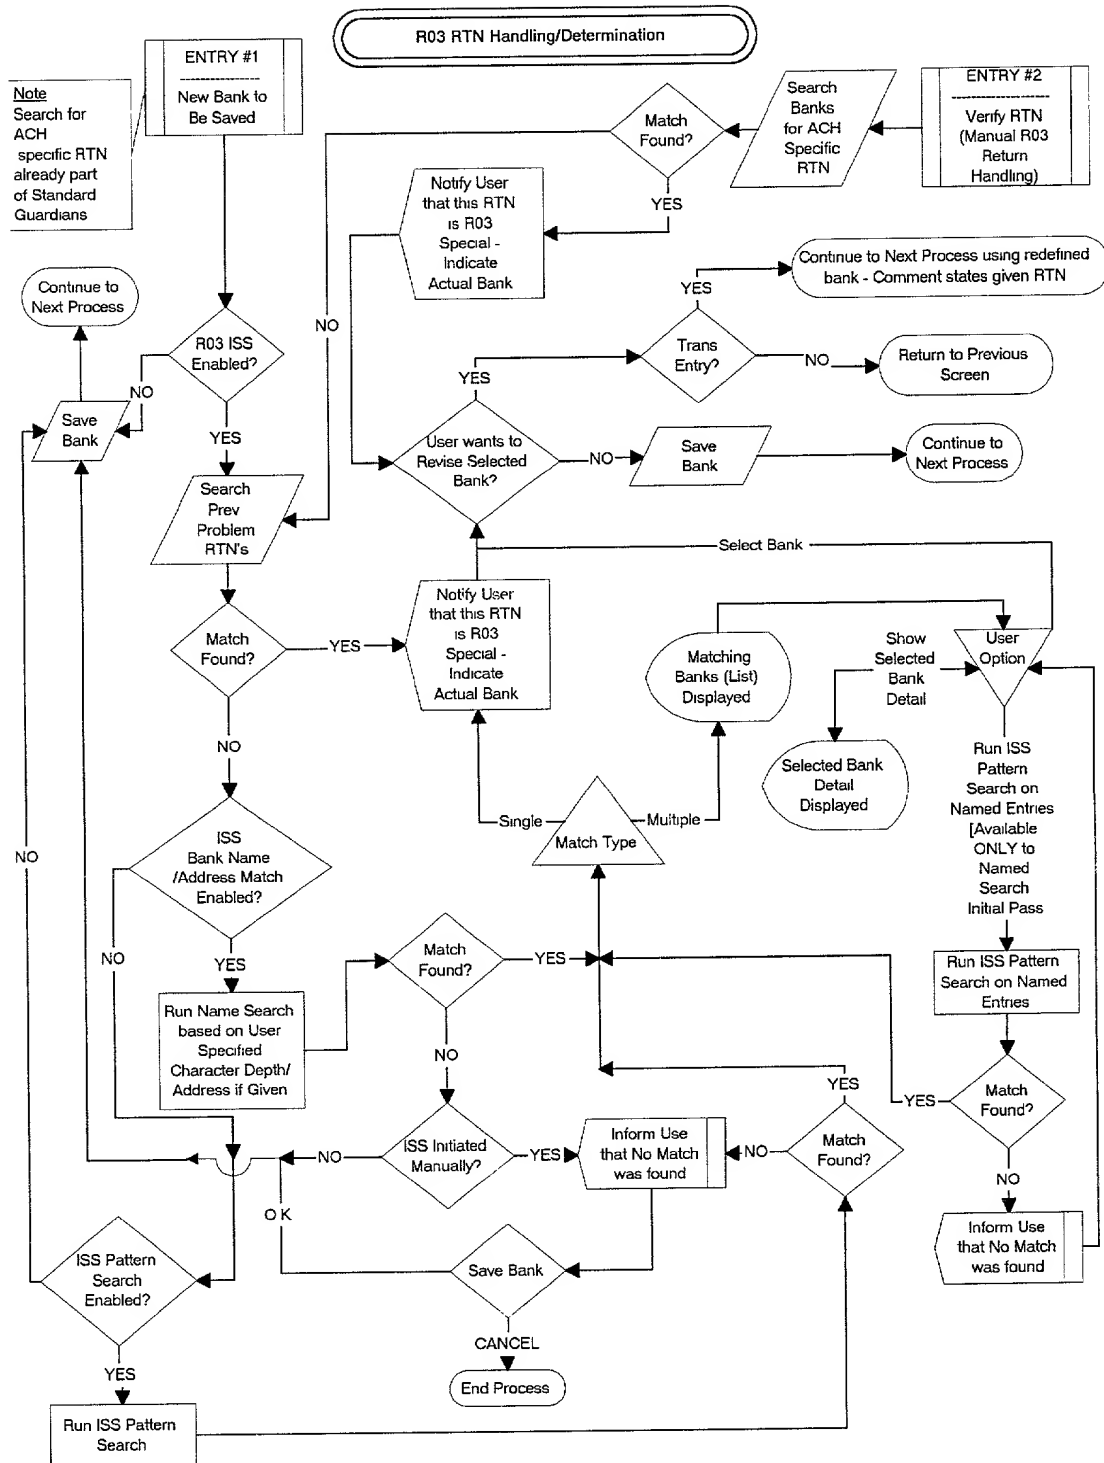 R03 RTN Handling/Determination
ENTRY #1
--------------------
New Bank to
Be Saved
Note
Search for
ACH
specific RTN
already part
of Standard
Guardians
Match
Found?
Search
Banks
for ACH
Specific
RTN
ENTRY #2
--------------------
Verify RTN
(Manual R03
Return
Handling)
YES
Notify User
that this RTN
is R03
Special -
Indicate
Actual Bank
Continue to Next Process using redefined
bank - Comment states given RTN
YES
Continue to
Next Process
NO
R03 ISS
Enabled?
Trans
Entry?
NO
Return to Previous
Screen
YES
NO
Save
Bank
YES
User wants to
Revise Selected
Bank?
NO
Save
Bank
Continue to
Next Process
Search
Prev
Problem
RTN's
Select Bank
Match
Found?
YES
Notify User
that this RTN
is R03
Special -
Indicate
Actual Bank
Matching
Banks (List)
Displayed
Show
Selected
Bank
Detail
User
Option
NO
Selected Bank
Detail
Displayed
Run ISS
Pattern
Search on
Named Entries
[Available
ONLY to
Named
Search
Initial Pass
Single
Multiple
Match Type
NO
ISS
Bank Name
/Address Match
Enabled?
NO
YES
Match
Found?
YES
Run ISS Pattern
Search on Named
Entries
Run Name Search
based on User
Specified
Character Depth/
Address if Given
NO
YES
YES
Match
Found?
NO
ISS Initiated
Manually?
YES
Inform Use
that No Match
was found
NO
Match
Found?
NO
OK
Inform Use
that No Match
was found
ISS Pattern
Search
Enabled?
Save Bank
CANCEL
End Process
YES
Run ISS Pattern
Search